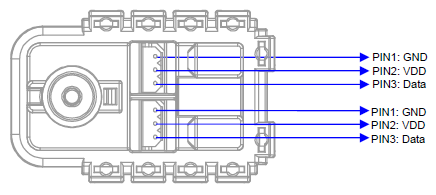 PIN1: GND
PIN2: VDD
PIN3: Data
PIN1: GND
PIN2: VDD
PIN3: Data